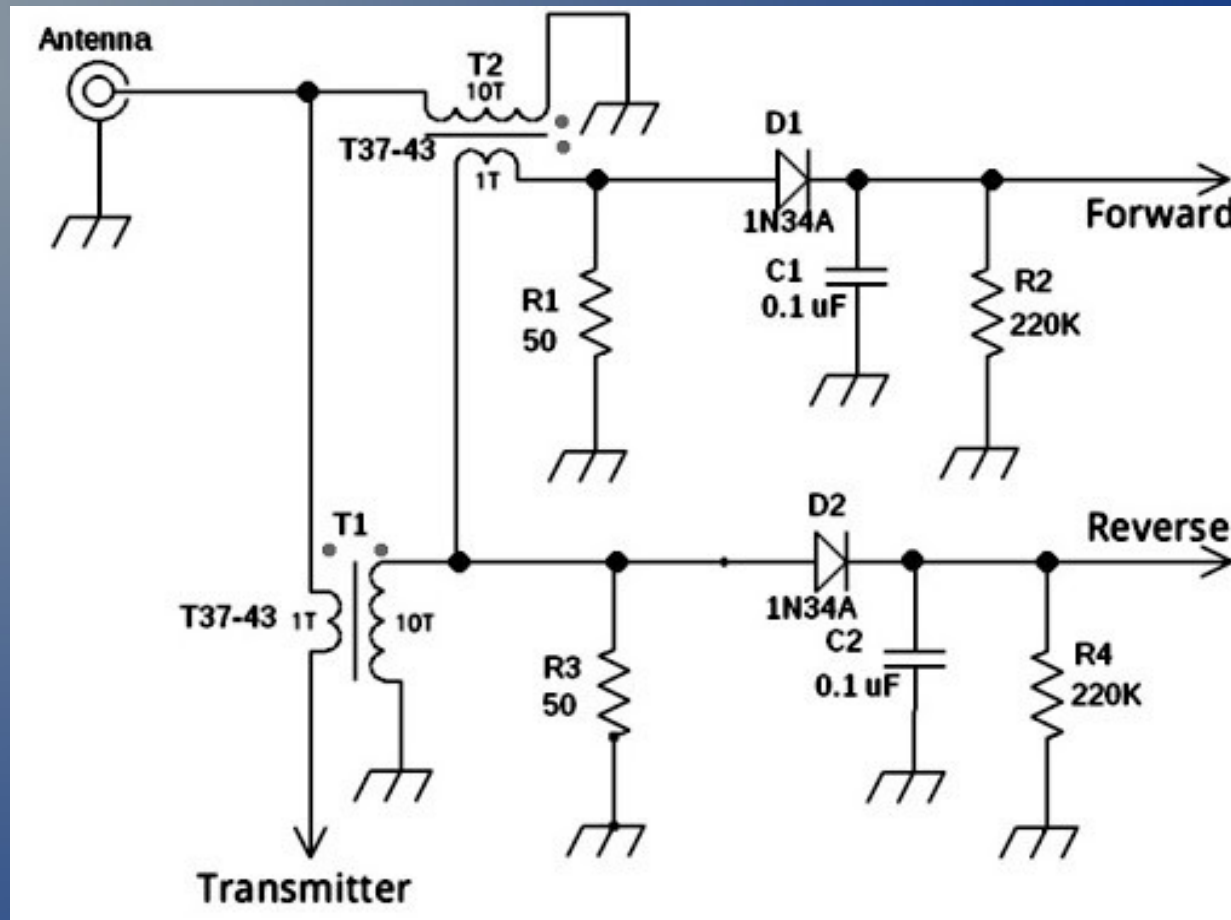 Antenna
T2
10T
T37-43
1T
D1
1N34A
Forward
C1
0.1 uF
R1
50
R2
220K
D2
1N34A
Reverse
T1
T37-43
1T
10T
C2
0.1 uF
R3
50
R4
220K
Transmitter